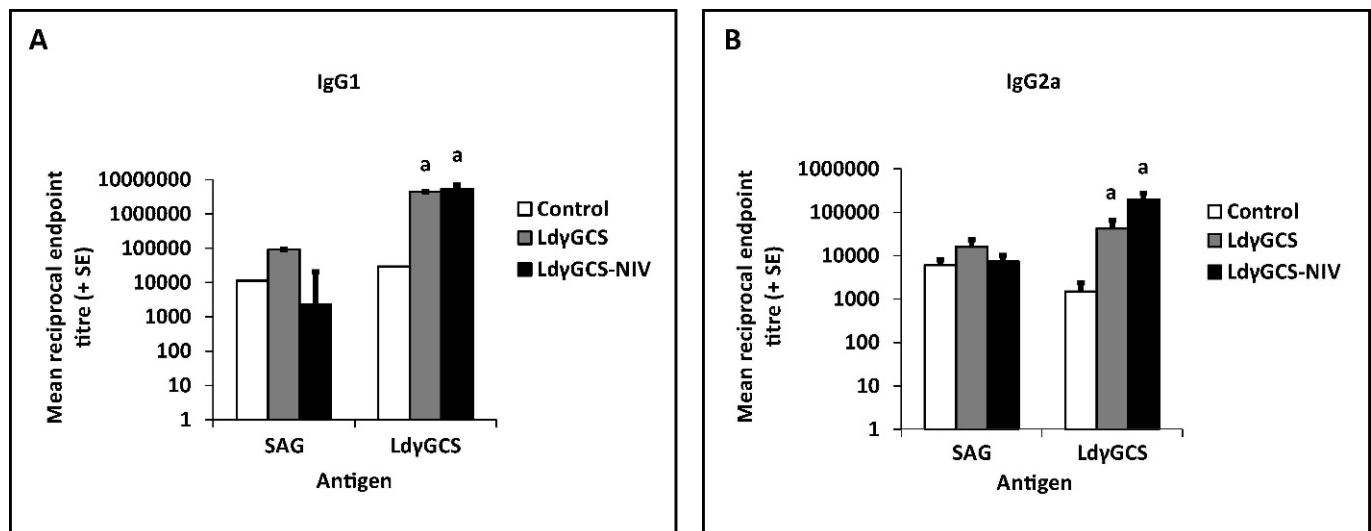 A
IgG1
Mean reciprocal endpoint
titre (+ SE)
10000000
1000000
100000
10000
1000
100
10
1
a a
SAG LdγGCS
Antigen
Control
LdγGCS
LdγGCS-NIV
B
IgG2a
Mean reciprocal endpoint
titre (+ SE)
1000000
100000
10000
1000
100
10
1
a a
SAG LdγGCS
Antigen
Control
LdγGCS
LdγGCS-NIV